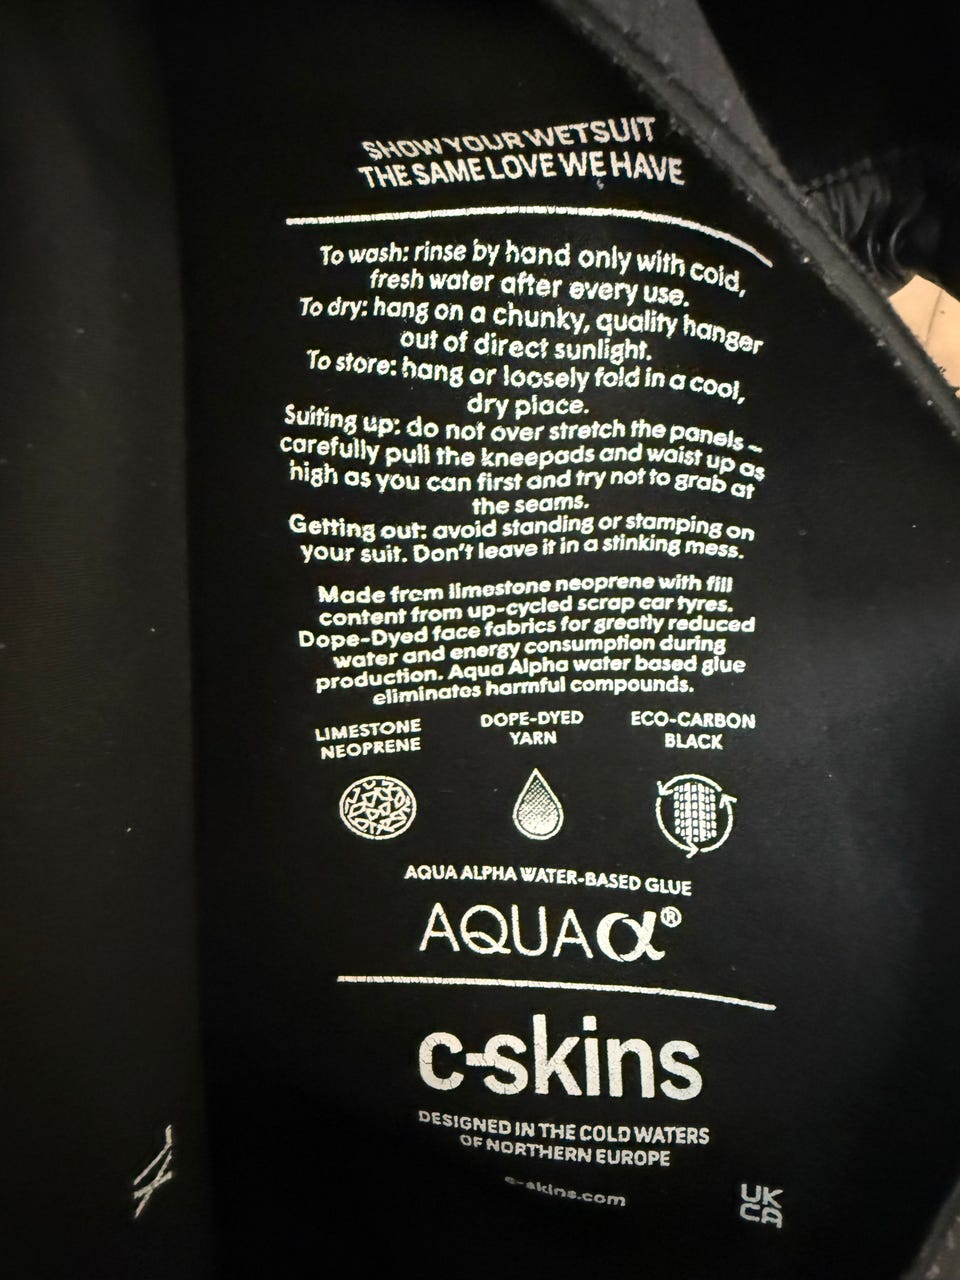 SHOW YOUR WETSUIT
THE SAME LOVE WE HAVE
To wash: rinse by hand only with cold,
fresh water after every use.
To dry: hang on a chunky, quality hanger
out of direct sunlight.
To store: hang or loosely fold in a cool,
dry place.
Suiting up: do not over stretch the panels –
carefully pull the kneepads and waist up as
high as you can first and try not to grab at
the seams.
Getting out: avoid standing or stamping on
your suit. Don't leave it in a stinking mess.
Made from limestone neoprene with fill
content from up-cycled scrap car tyres.
Dope-Dyed face fabrics for greatly reduced
water and energy consumption during
production. Aqua Alpha water based glue
eliminates harmful compounds.
LIMESTONE
NEOPRENE
DOPE-DYED
YARN
ECO-CARBON
BLACK
AQUA ALPHA WATER-BASED GLUE
AQUA α®
c-skins
DESIGNED IN THE COLD WATERS
OF NORTHERN EUROPE
c-skins.com
UK
CA